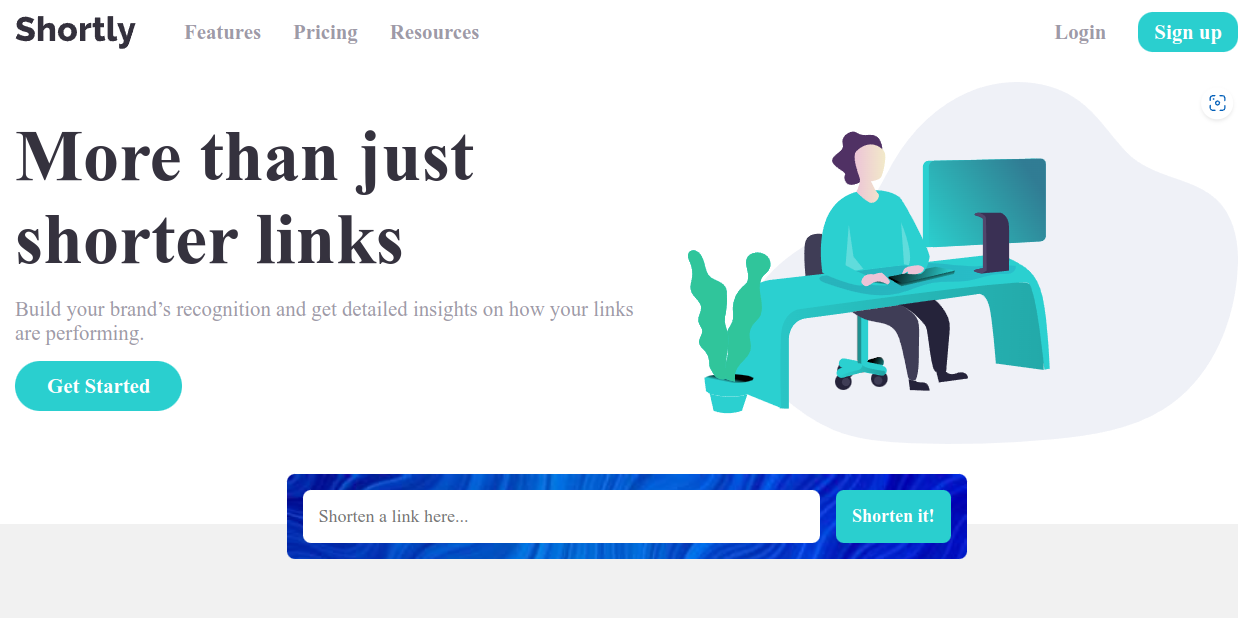 Shortly Features Pricing Resources Login Sign up
More than just
shorter links
Build your brand’s recognition and get detailed insights on how your links
are performing.
Get Started
Shorten a link here... Shorten it!